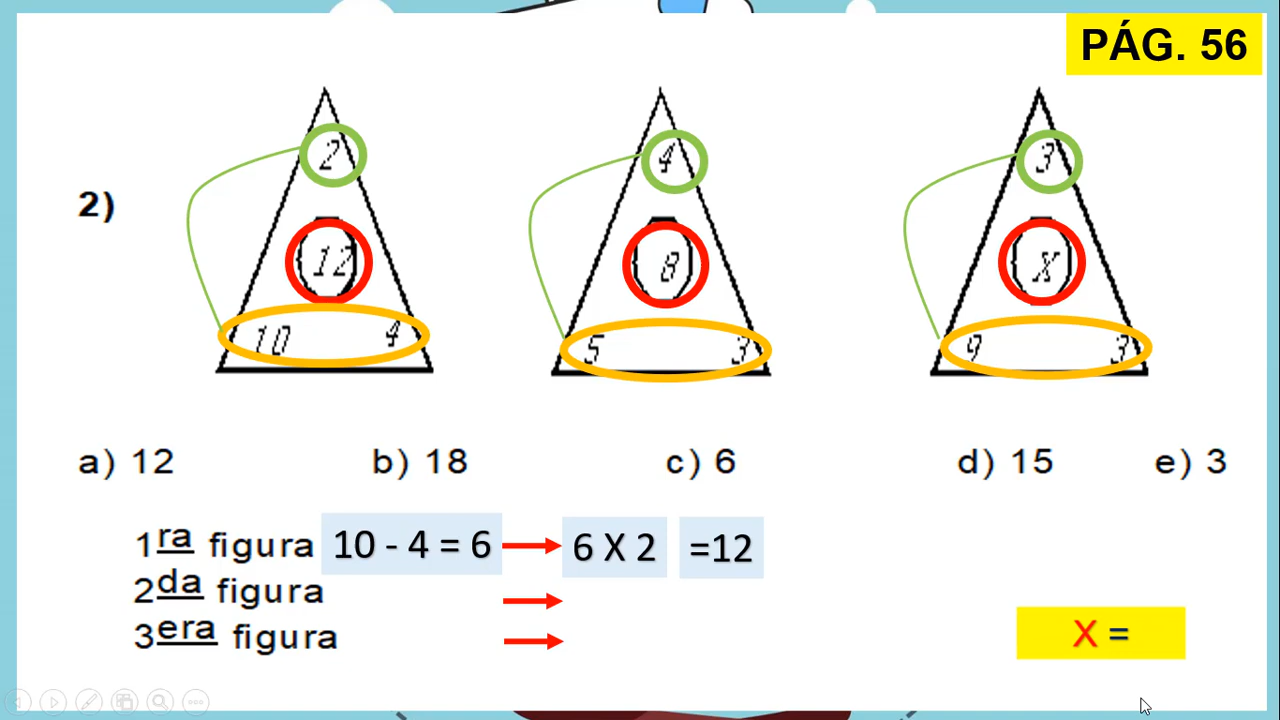 PÁG. 56
2)
2 4 3
12 8 X
10 4 5 3 9 3
a) 12 b) 18 c) 6 d) 15 e) 3
1ra figura 10 - 4 = 6 6 X 2 =12
2da figura
3era figura
X =